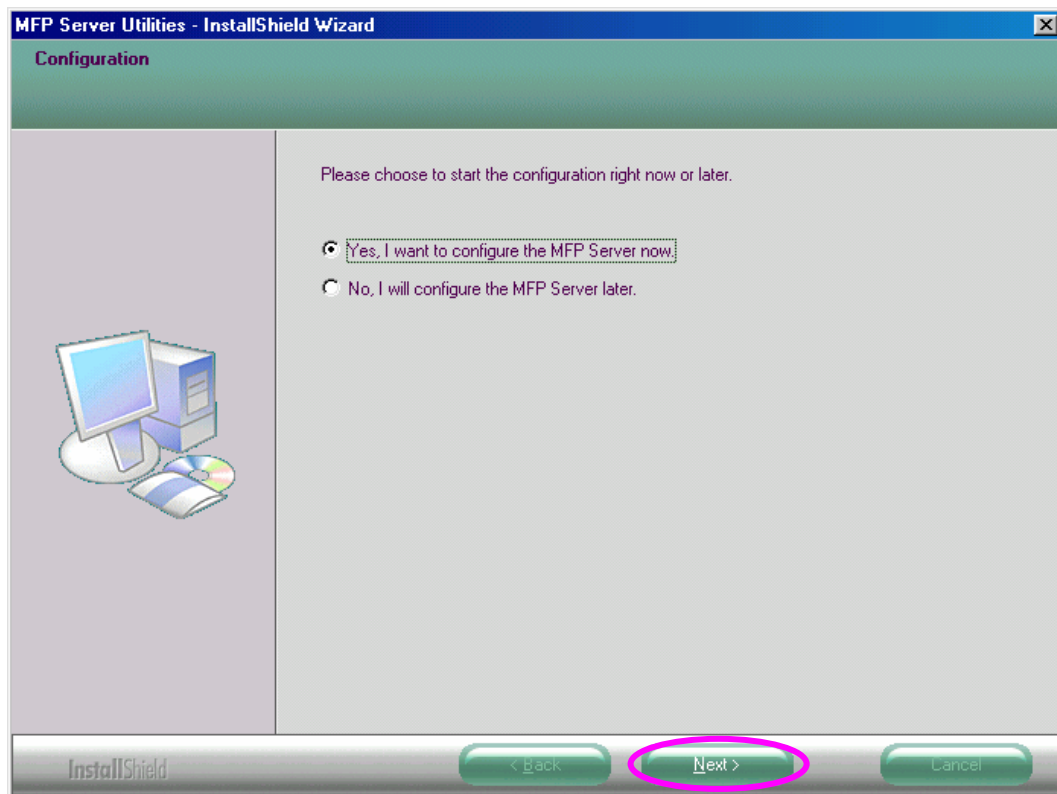 MFP Server Utilities - InstallShield Wizard
Configuration
Please choose to start the configuration right now or later.
Yes, I want to configure the MFP Server now.
No, I will configure the MFP Server later.
InstallShield
< Back
Next >
Cancel